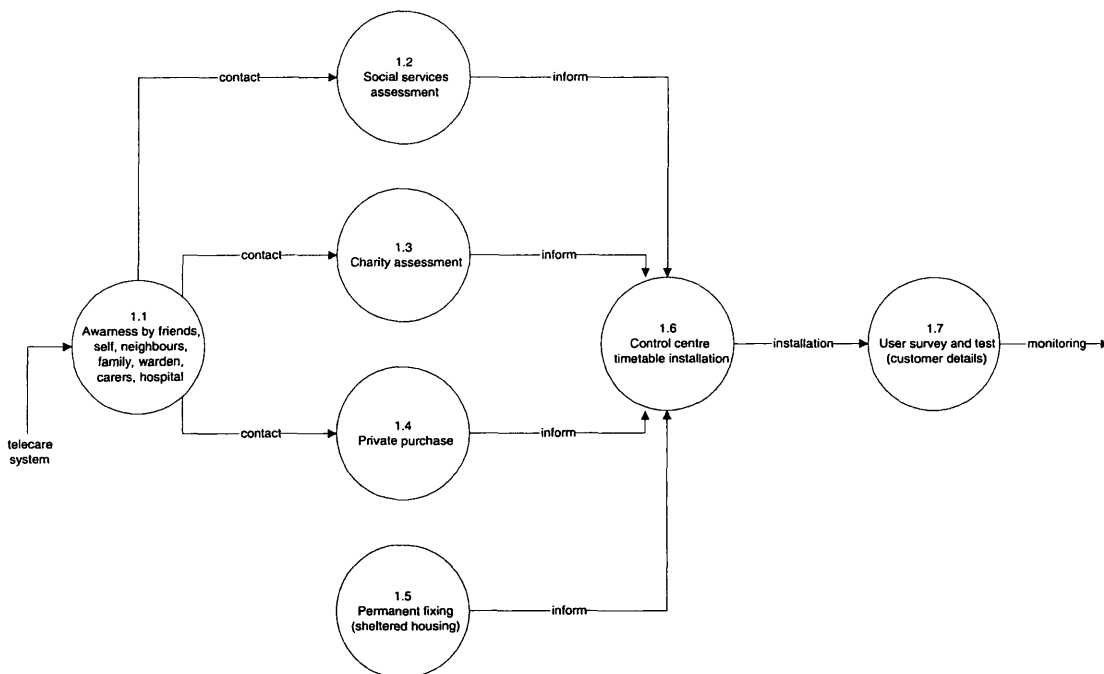 1.2
Social services
assessment
contact
inform
1.3
Charity assessment
contact
inform
1.1
Awarness by friends,
self, neighbours,
family, warden,
carers, hospital
1.6
Control centre
timetable installation
installation
1.7
User survey and test
(customer details)
monitoring
telecare
system
contact
1.4
Private purchase
inform
1.5
Permanent fixing
(sheltered housing)
inform